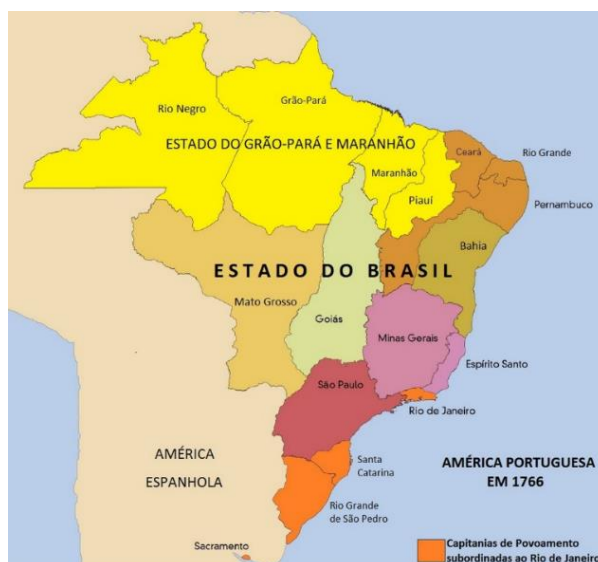 Rio Negro
Grão-Pará
ESTADO DO GRÃO-PARÁ E MARANHÃO
Maranhão
Ceará
Rio Grande
Piauí
Pernambuco
Bahia
ESTADO DO BRASIL
Mato Grosso
Goiás
Minas Gerais
Espírito Santo
São Paulo
Rio de Janeiro
AMÉRICA
ESPANHOLA
Santa
Catarina
AMÉRICA PORTUGUESA
EM 1766
Rio Grande
de São Pedro
Sacramento
Capitanias de Povoamento
subordinadas ao Rio de Janeiro